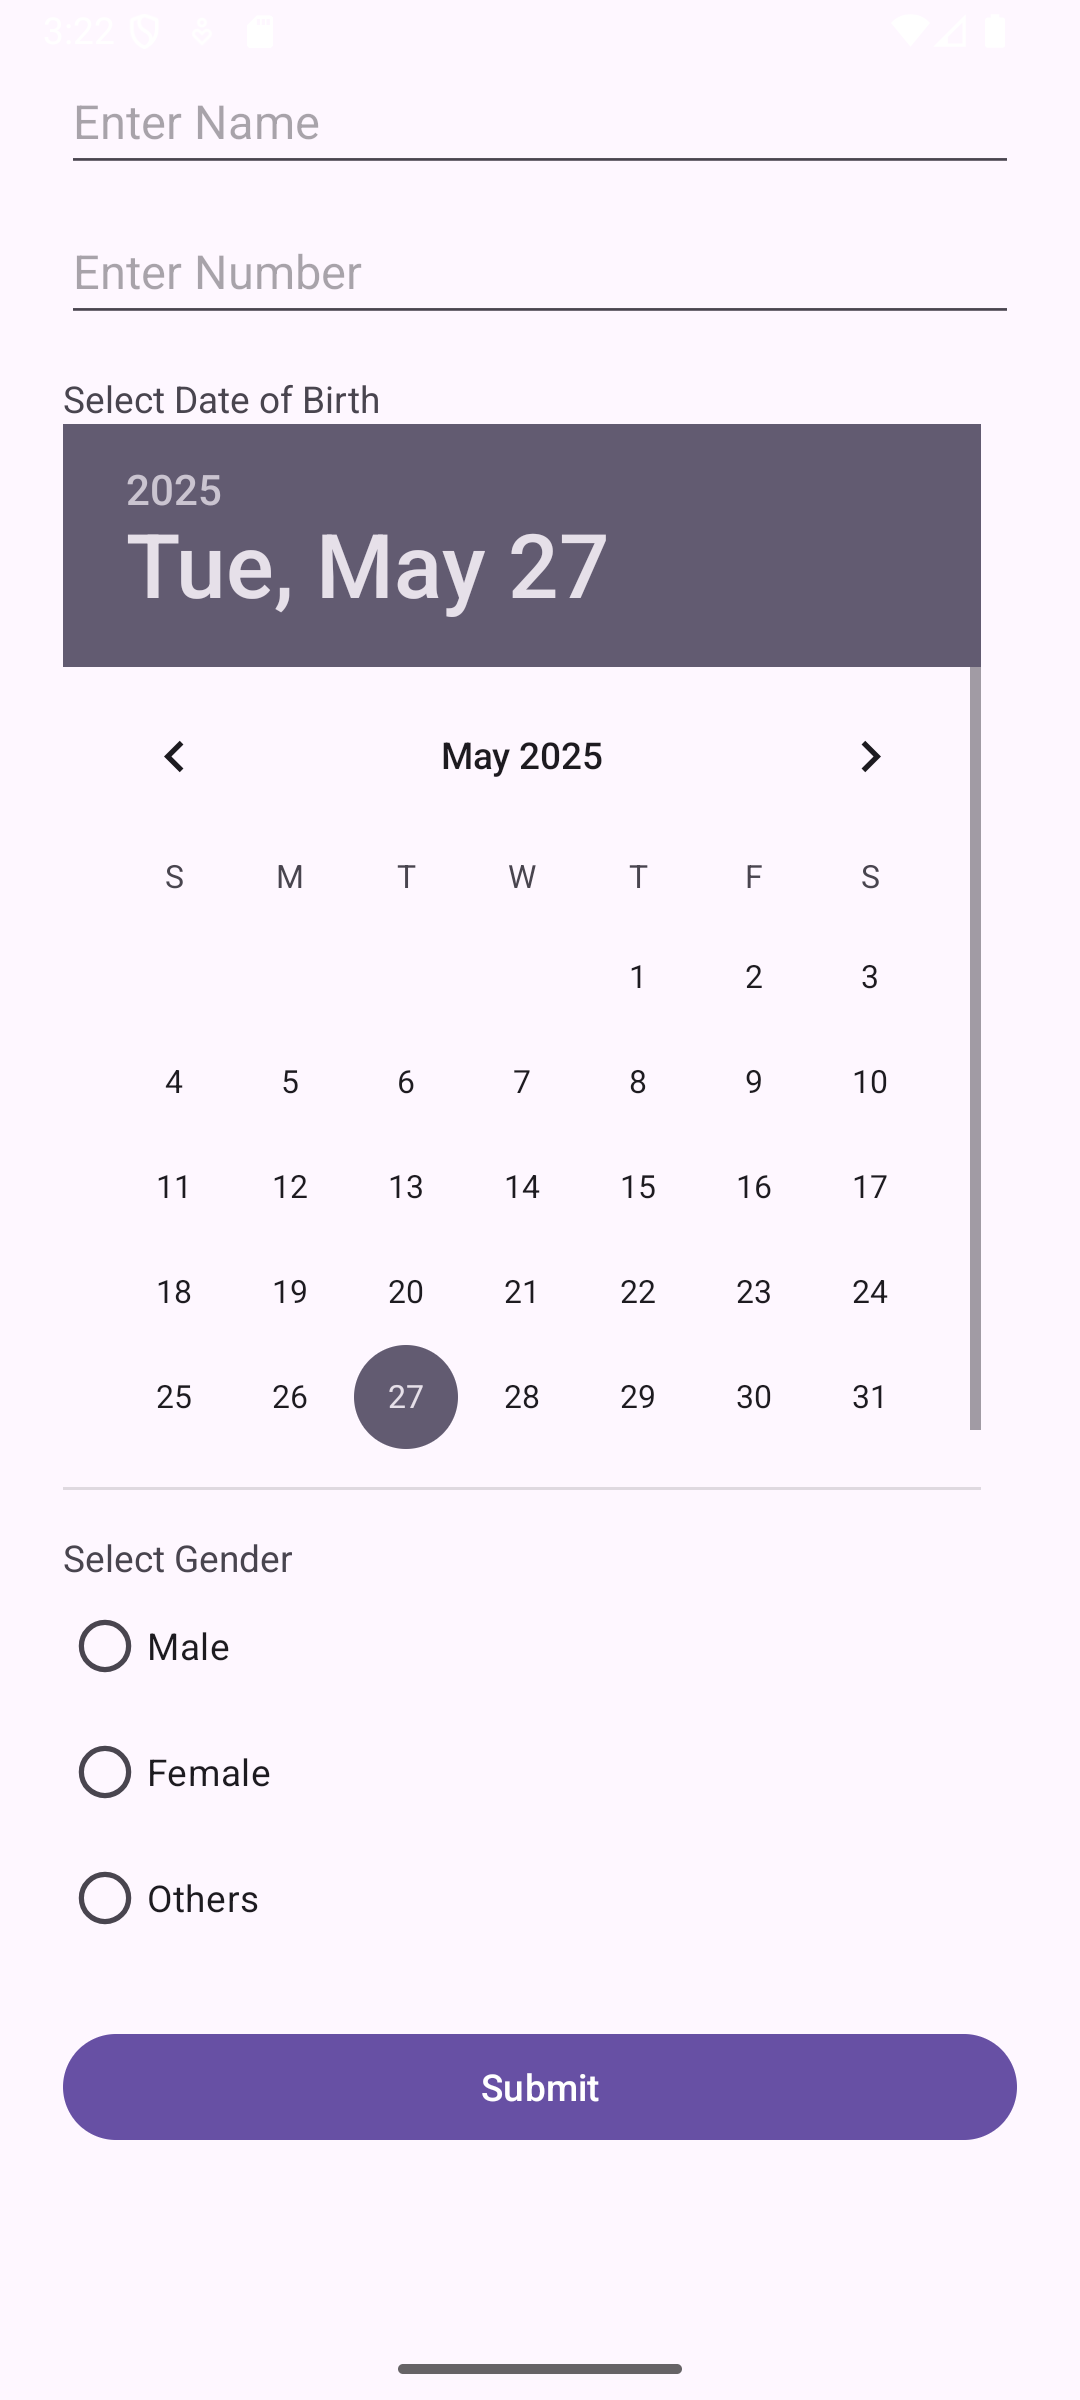 3:22
Enter Name
Enter Number
Select Date of Birth
2025
Tue, May 27
May 2025
S M T W T F S
1 2 3
4 5 6 7 8 9 10
11 12 13 14 15 16 17
18 19 20 21 22 23 24
25 26 27 28 29 30 31
Select Gender
Male
Female
Others
Submit